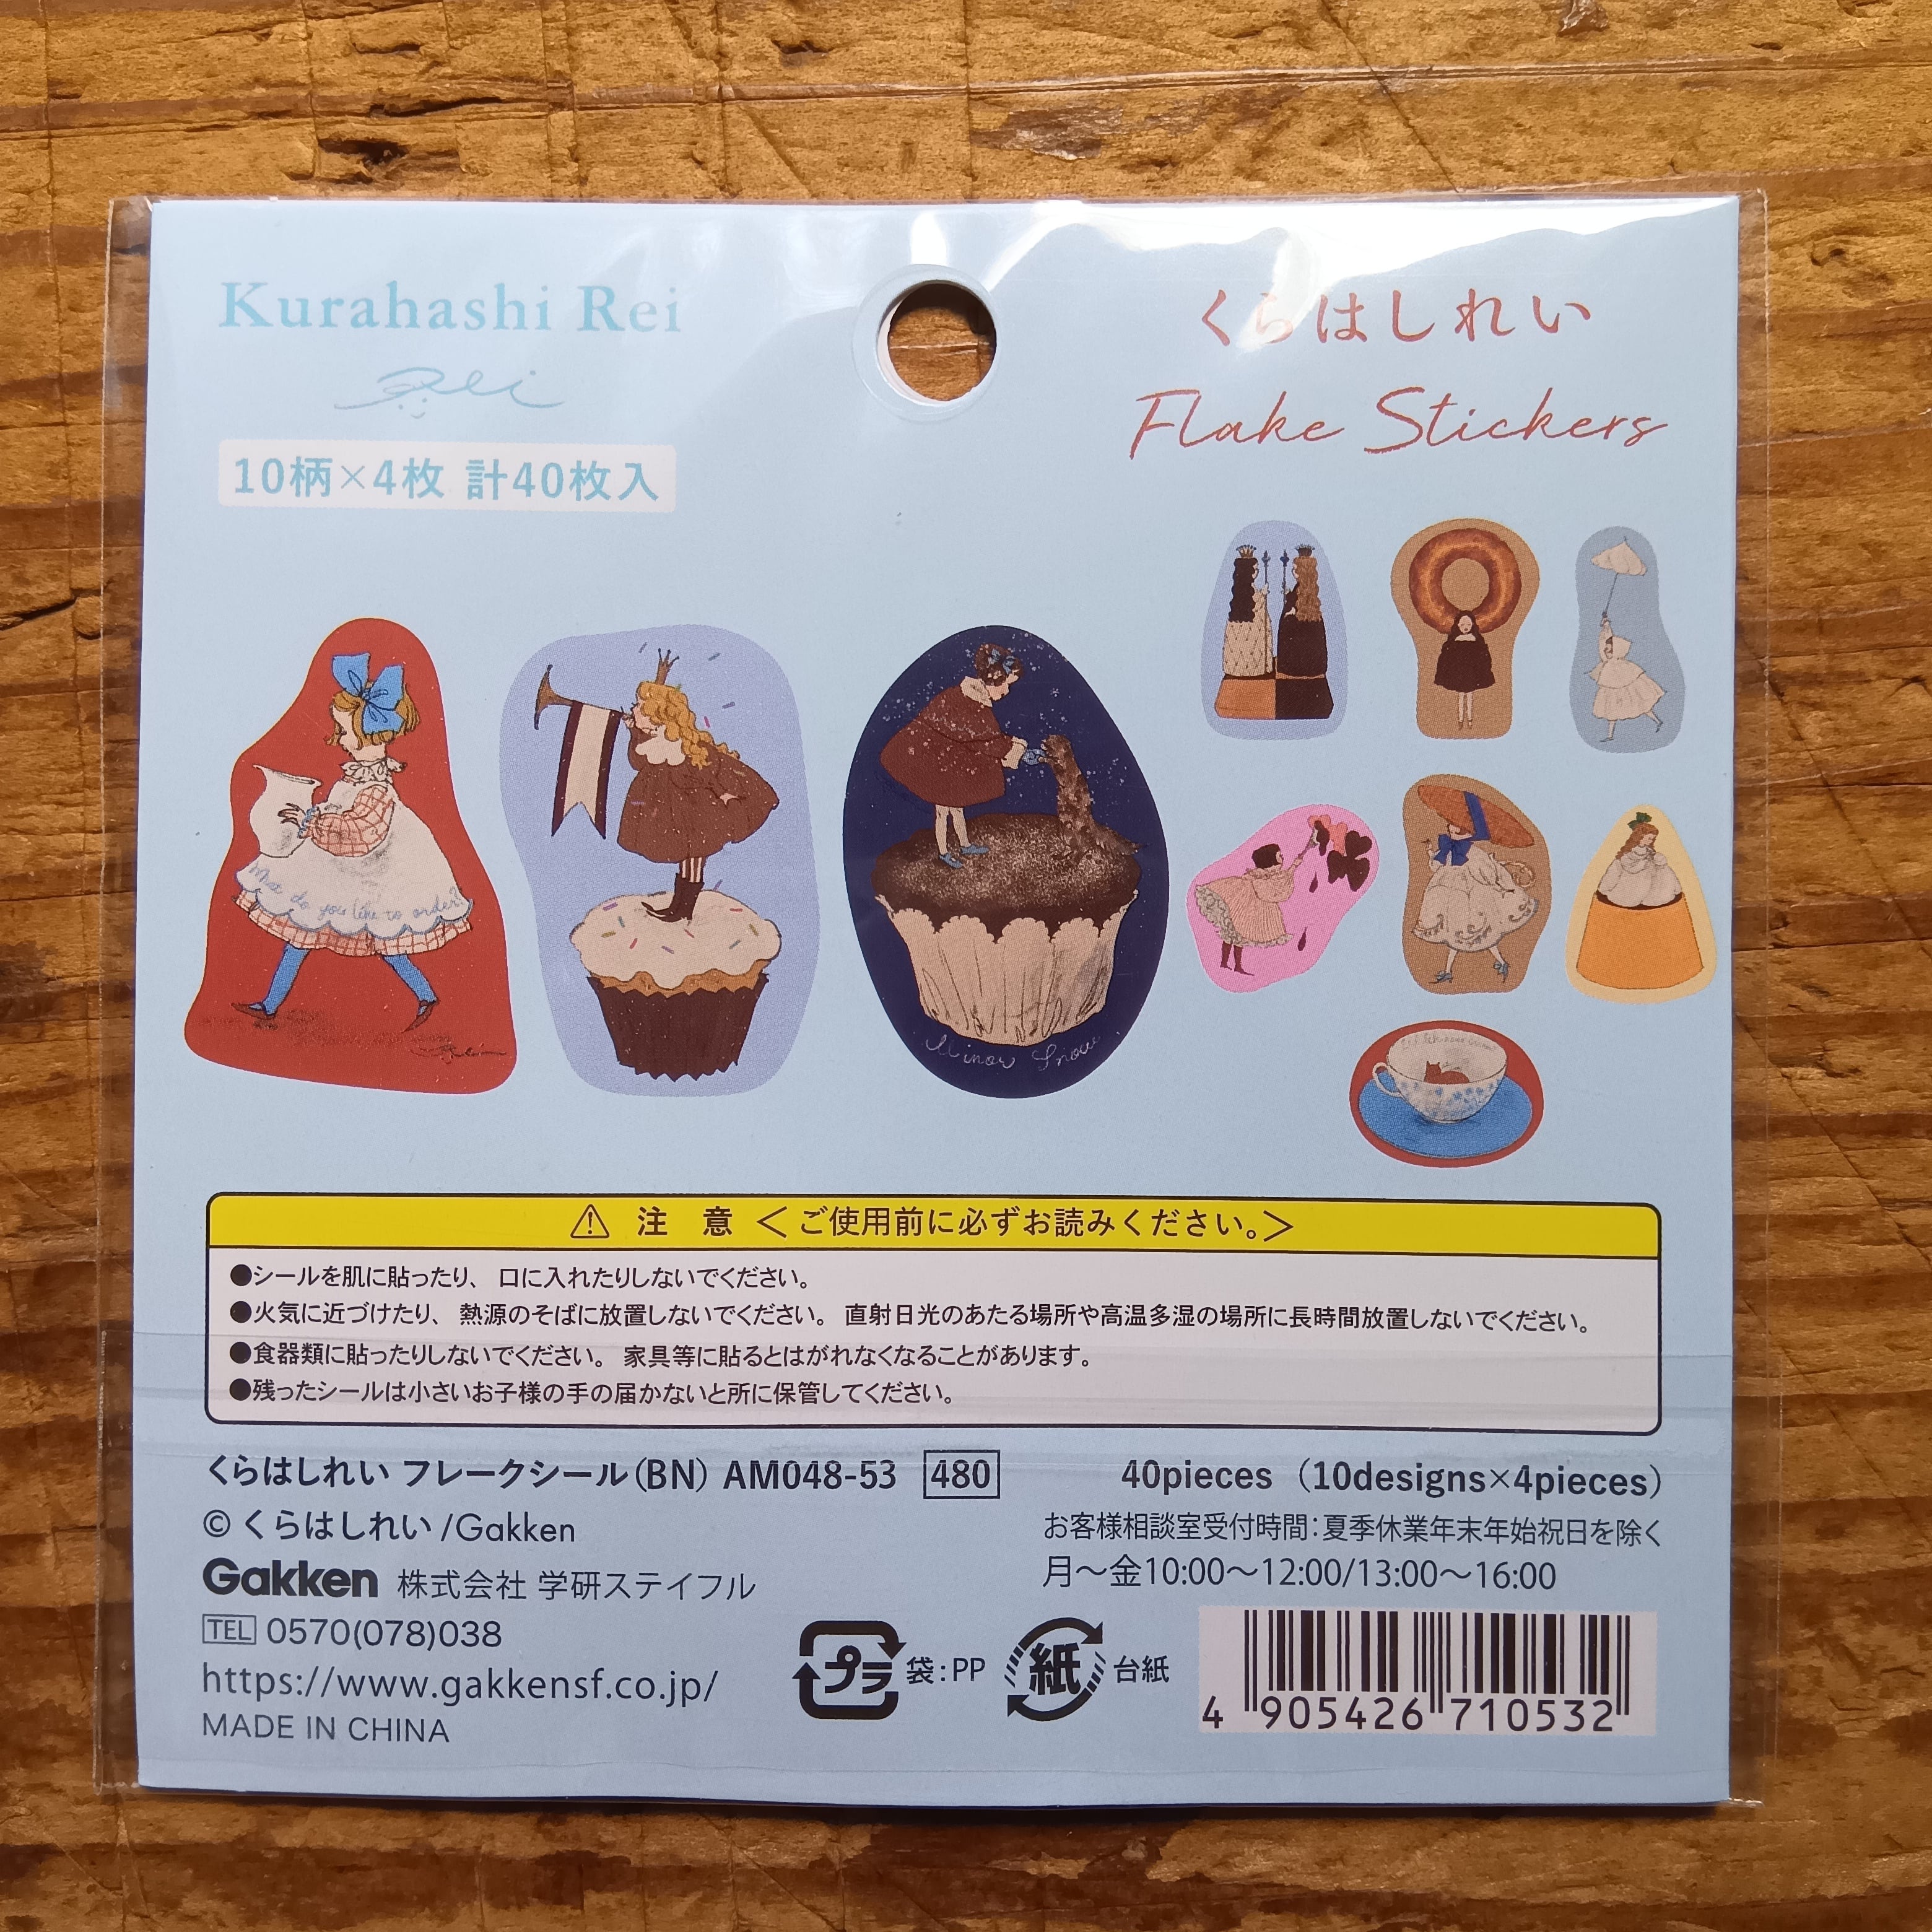 Kurahashi Rei
Rei
10柄×4枚 計40枚入
くらはしれい
Flake Stickers
What do you like to order?
Rei
Minor Snow
⚠ 注 意 <ご使用前に必ずお読みください。>
●シールを肌に貼ったり、 口に入れたりしないでください。
●火気に近づけたり、 熱源のそばに放置しないでください。 直射日光のあたる場所や高温多湿の場所に長時間放置しないでください。
●食器類に貼ったりしないでください。 家具等に貼るとはがれなくなることがあります。
●残ったシールは小さいお子様の手の届かないと所に保管してください。
くらはしれい フレークシール(BN) AM048-53 480
40pieces (10designs×4pieces)
© くらはしれい /Gakken
Gakken 株式会社 学研ステイフル
TEL 0570(078)038
https://www.gakkensf.co.jp/
MADE IN CHINA
お客様相談室受付時間:夏季休業年末年始祝日を除く
月〜金10:00〜12:00/13:00〜16:00
プラ 袋:PP 紙 台紙
4 905426 710532